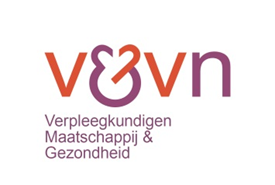 v&vn
Verpleegkundigen
Maatschappij &
Gezondheid